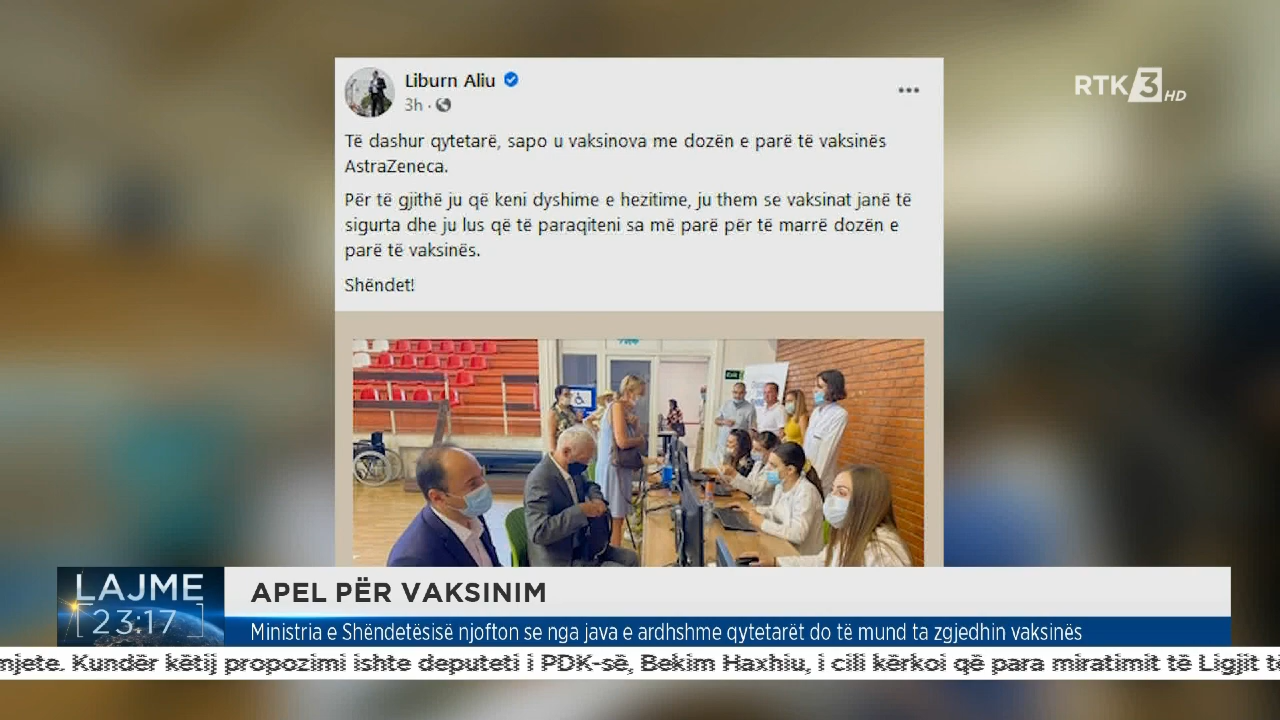 Liburn Aliu
3h ·
RTK 3 HD
Të dashur qytetarë, sapo u vaksinova me dozën e parë të vaksinës
AstraZeneca.
Për të gjithë ju që keni dyshime e hezitime, ju them se vaksinat janë të
sigurta dhe ju lus që të paraqiteni sa më parë për të marrë dozën e
parë të vaksinës.
Shëndet!
LAJME
23:17
APEL PËR VAKSINIM
Ministria e Shëndetësisë njofton se nga java e ardhshme qytetarët do të mund ta zgjedhin vaksinës
mjete. Kundër këtij propozimi ishte deputeti i PDK-së, Bekim Haxhiu, i cili kërkoi që para miratimit të Ligjit të